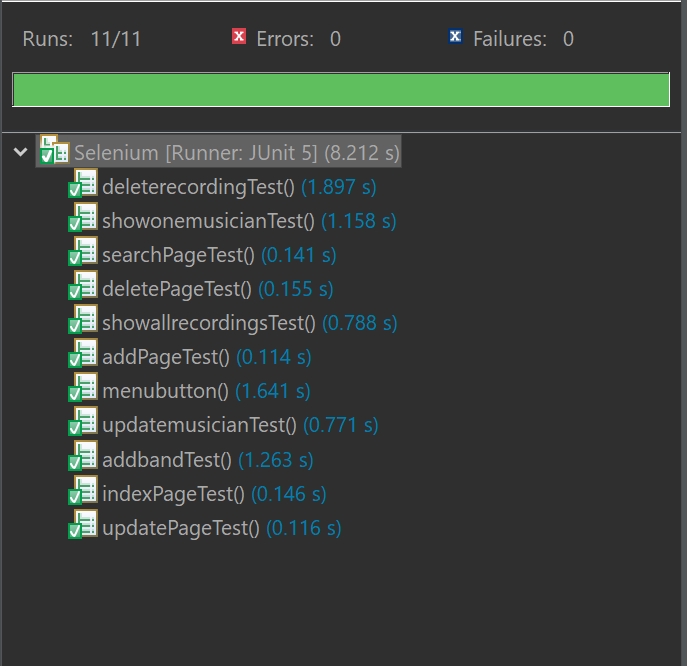 Runs: 11/11 Errors: 0 Failures: 0
Selenium [Runner: JUnit 5] (8.212 s)
deleterecordingTest() (1.897 s)
showonemusicianTest() (1.158 s)
searchPageTest() (0.141 s)
deletePageTest() (0.155 s)
showallrecordingsTest() (0.788 s)
addPageTest() (0.114 s)
menubutton() (1.641 s)
updatemusicianTest() (0.771 s)
addbandTest() (1.263 s)
indexPageTest() (0.146 s)
updatePageTest() (0.116 s)